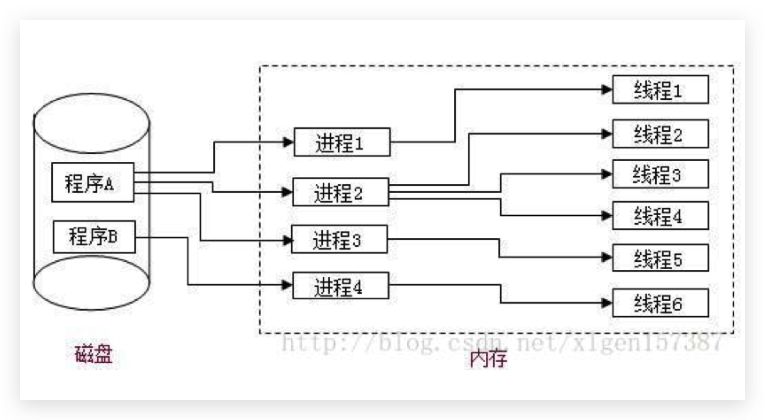 线程1
进程1
线程2
程序A
进程2
线程3
线程4
程序B
进程3
线程5
进程4
线程6
http://blog.csdn.net/xlgen157387
磁盘
内存